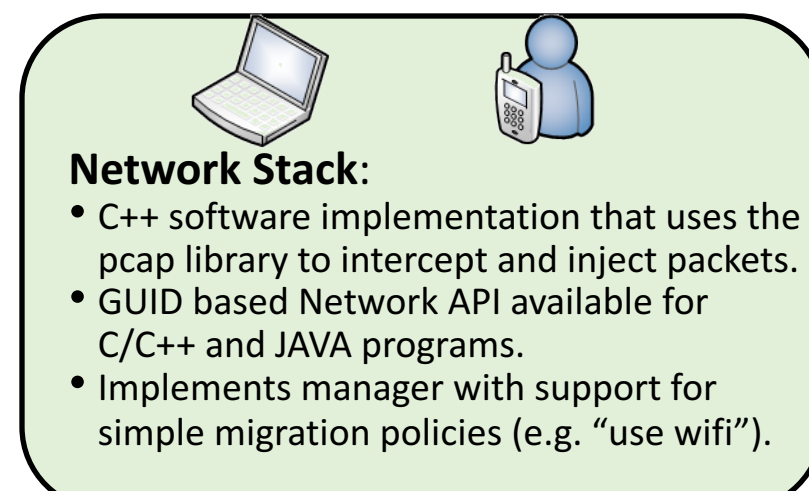 Network Stack:
• C++ software implementation that uses the
pcap library to intercept and inject packets.
• GUID based Network API available for
C/C++ and JAVA programs.
• Implements manager with support for
simple migration policies (e.g. “use wifi”).